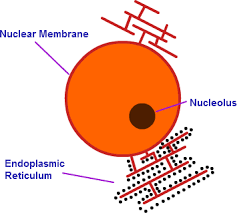 Nuclear Membrane
Nucleolus
Endoplasmic
Reticulum